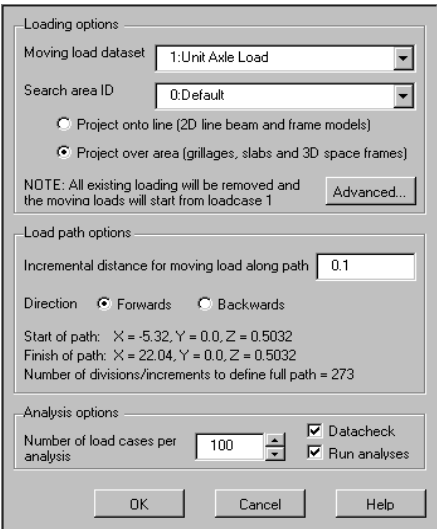 Loading options
Moving load dataset 1:Unit Axle Load
Search area ID 0:Default
Project onto line (2D line beam and frame models)
Project over area (grillages, slabs and 3D space frames)
NOTE: All existing loading will be removed and
the moving loads will start from loadcase 1
Advanced...
Load path options
Incremental distance for moving load along path 0.1
Direction Forwards Backwards
Start of path: X = -5.32, Y = 0.0, Z = 0.5032
Finish of path: X = 22.04, Y = 0.0, Z = 0.5032
Number of divisions/increments to define full path = 273
Analysis options
Number of load cases per
analysis
100
Datacheck
Run analyses
OK Cancel Help